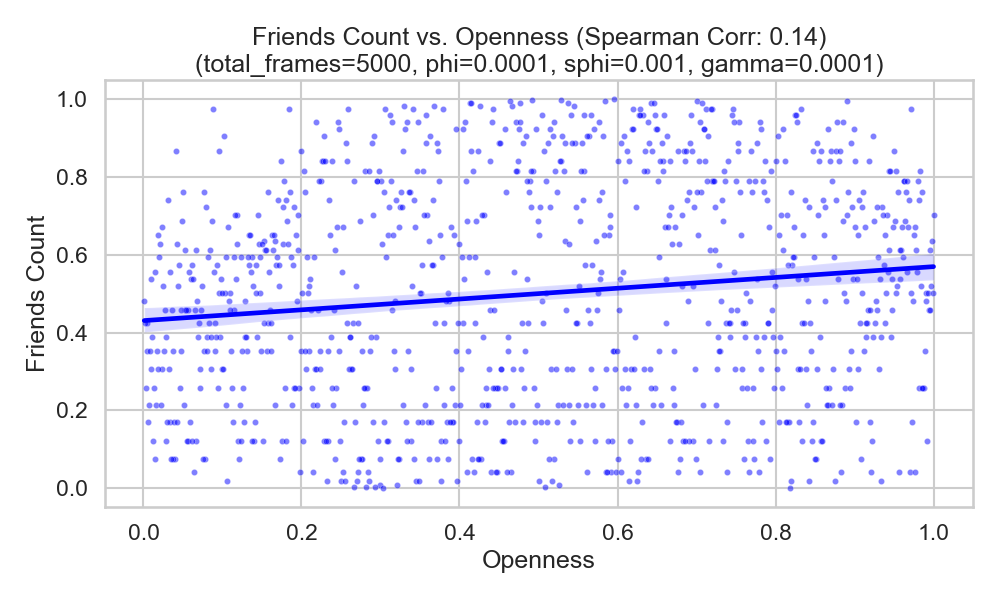 Friends Count vs. Openness (Spearman Corr: 0.14)
(total_frames=5000, phi=0.0001, sphi=0.001, gamma=0.0001)
1.0
0.8
0.6
0.4
0.2
0.0
Friends Count
0.0 0.2 0.4 0.6 0.8 1.0
Openness